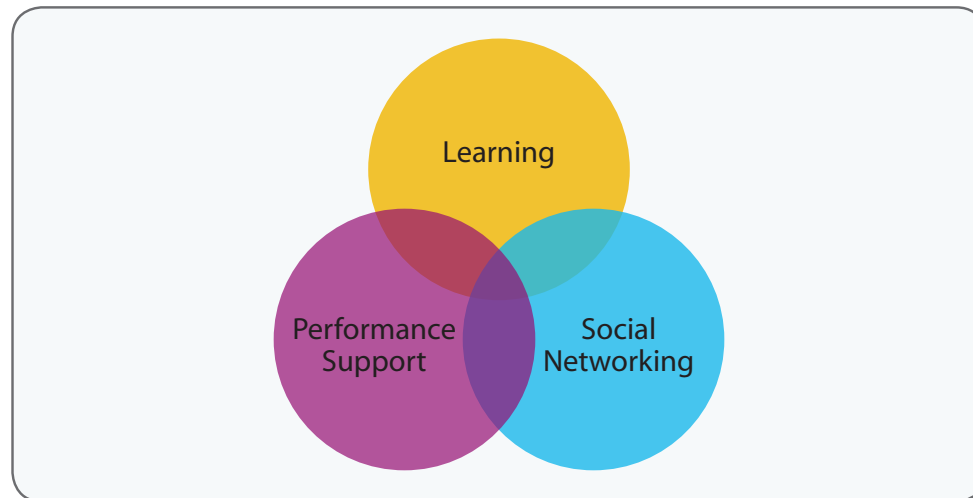 Learning
Performance
Support
Social
Networking